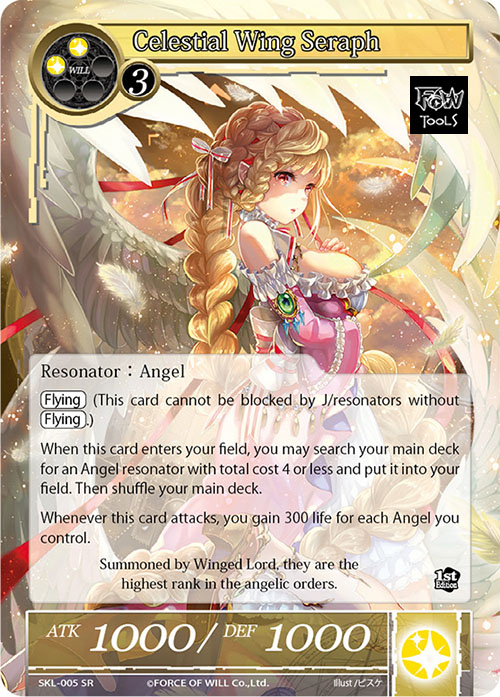 Celestial Wing Seraph
WILL
3
FOW
TOOLS
Resonator : Angel
Flying (This card cannot be blocked by J/resonators without
Flying.)
When this card enters your field, you may search your main deck
for an Angel resonator with total cost 4 or less and put it into your
field. Then shuffle your main deck.
Whenever this card attacks, you gain 300 life for each Angel you
control.
Summoned by Winged Lord, they are the
highest rank in the angelic orders.
1st
Edition
ATK 1000 / DEF 1000
SKL-005 SR ©FORCE OF WILL Co.,Ltd. Illust /ピスケ